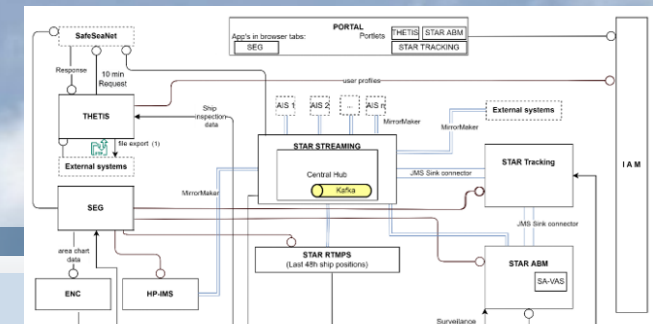 PORTAL
App's in browser tabs:
SEG
Portlets
THETIS
STAR ABM
STAR TRACKING
SafeSeaNet
Response
10 min
Request
user profiles
THETIS
Ship
inspection
data
AIS 1
AIS 2
...
AIS n
MirrorMaker
External systems
MirrorMaker
I A M
file export (1)
External systems
STAR STREAMING
Central Hub
Kafka
JMS Sink connector
STAR Tracking
MirrorMaker
SEG
JMS Sink connector
area chart
data
STAR RTMPS
(Last 48h ship positions)
STAR ABM
SA-VAS
ENC
HP-IMS
Surveillance